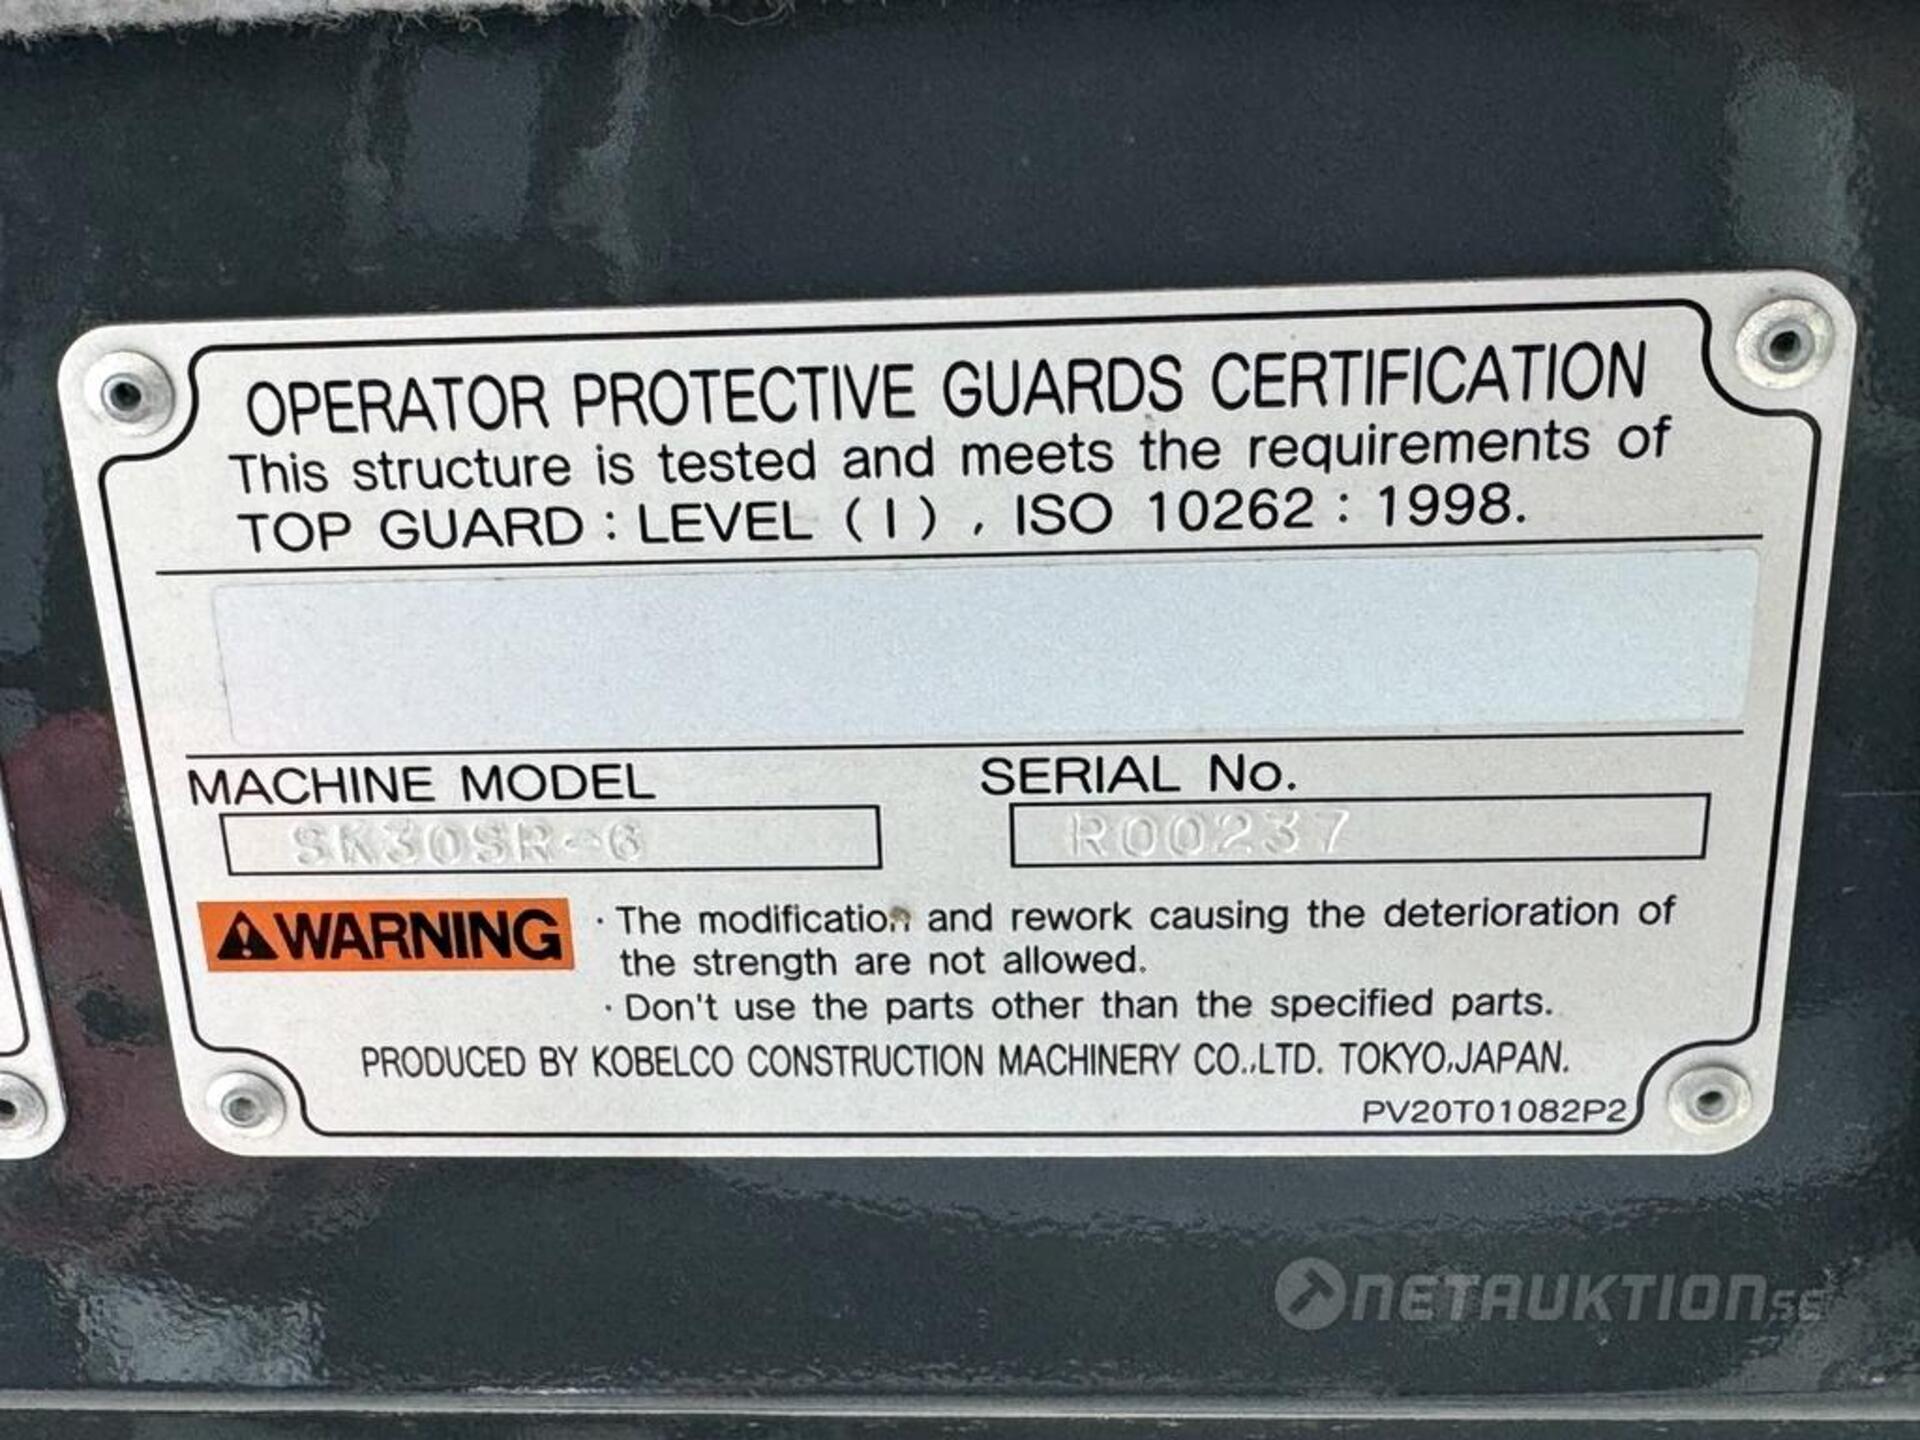 OPERATOR PROTECTIVE GUARDS CERTIFICATION
This structure is tested and meets the requirements of
TOP GUARD : LEVEL ( I ) , ISO 10262 : 1998.
MACHINE MODEL
SK30SR-6
SERIAL No.
R00237
WARNING
· The modification and rework causing the deterioration of
the strength are not allowed.
· Don't use the parts other than the specified parts.
PRODUCED BY KOBELCO CONSTRUCTION MACHINERY CO.,LTD. TOKYO,JAPAN.
PV20T01082P2
NETAUKTION.SE